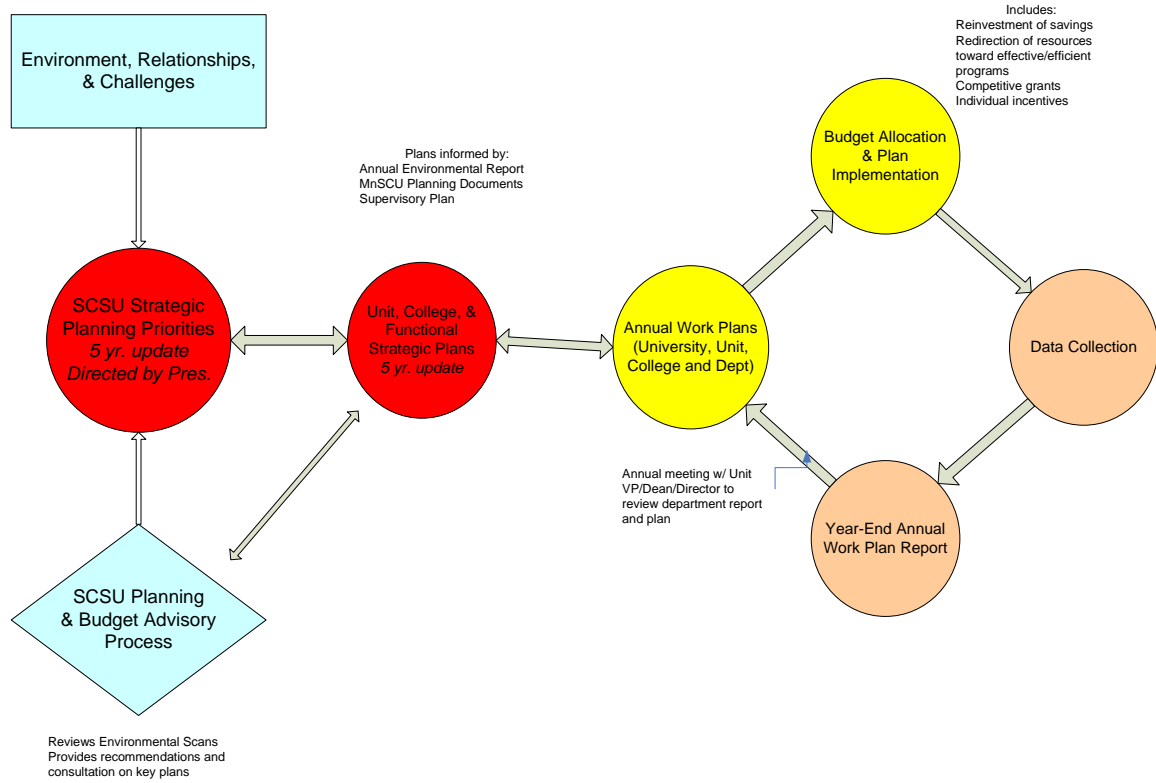 Environment, Relationships,
& Challenges
Includes:
Reinvestment of savings
Redirection of resources
toward effective/efficient
programs
Competitive grants
Individual incentives
Plans informed by:
Annual Environmental Report
MnSCU Planning Documents
Supervisory Plan
Budget Allocation
& Plan
Implementation
SCSU Strategic
Planning Priorities
5 yr. update
Directed by Pres.
Unit, College, &
Functional
Strategic Plans
5 yr. update
Annual Work Plans
(University, Unit,
College and Dept)
Data Collection
Annual meeting w/ Unit
VP/Dean/Director to
review department report
and plan
Year-End Annual
Work Plan Report
SCSU Planning
& Budget Advisory
Process
Reviews Environmental Scans
Provides recommendations and
consultation on key plans